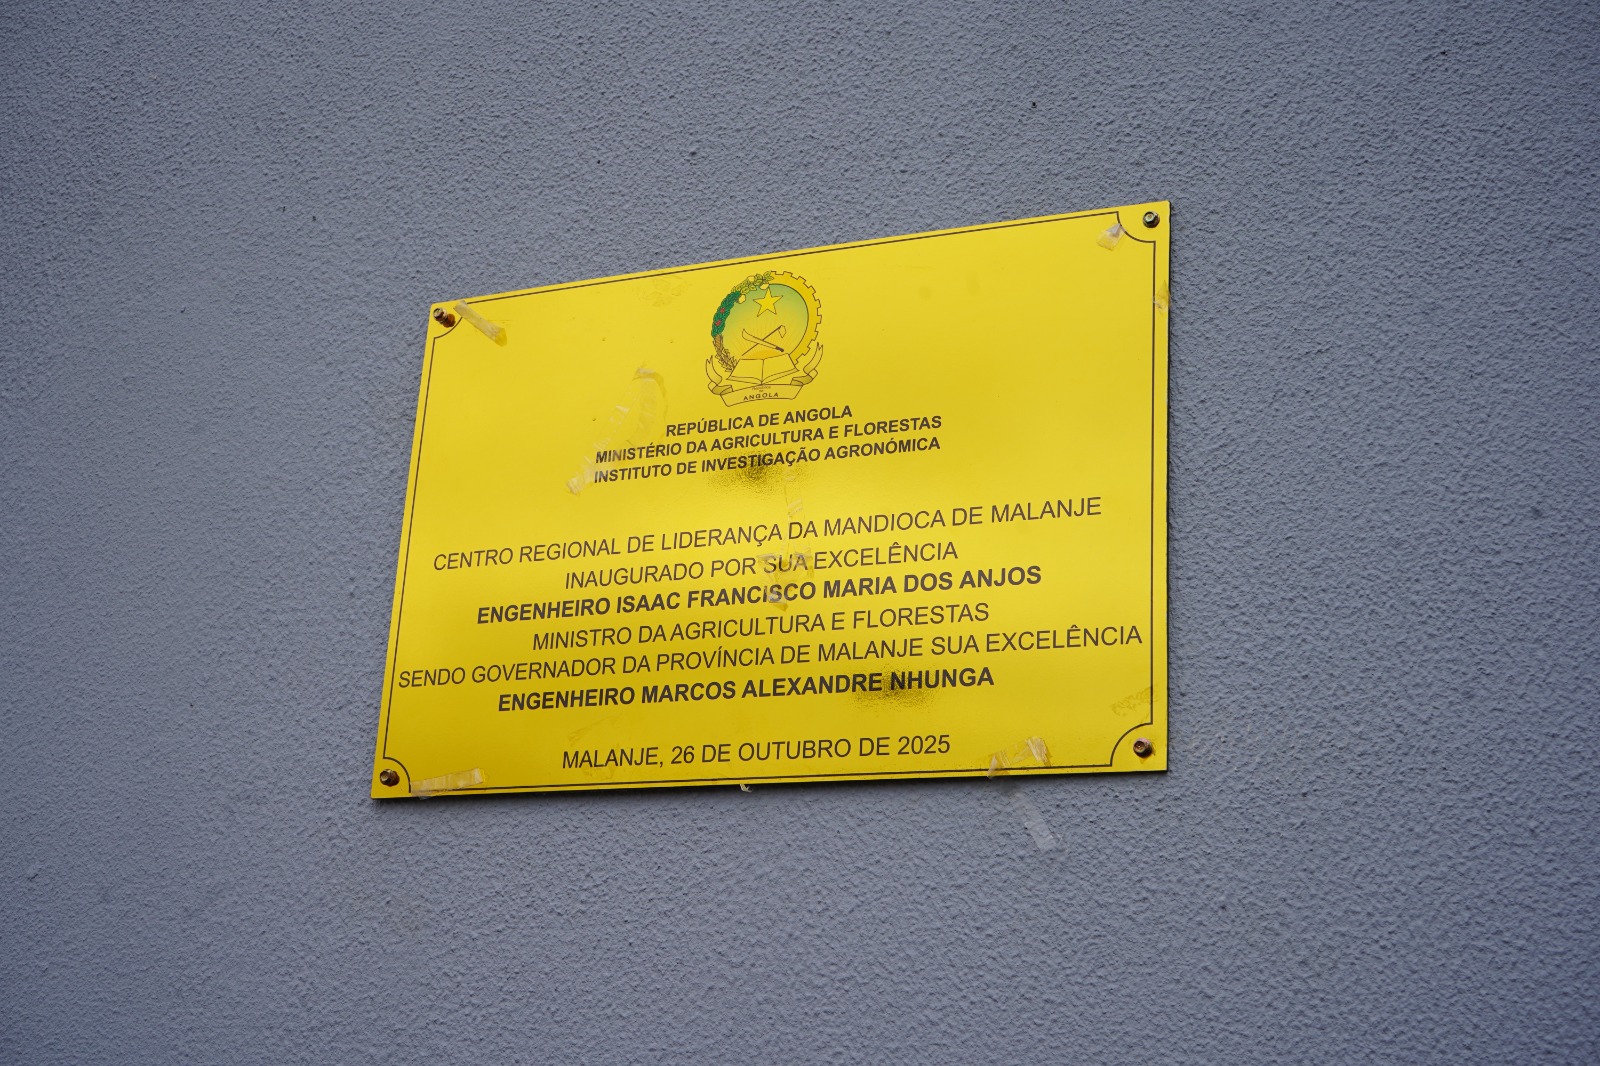 ANGOLA
REPÚBLICA DE ANGOLA
MINISTÉRIO DA AGRICULTURA E FLORESTAS
INSTITUTO DE INVESTIGAÇÃO AGRONÓMICA
CENTRO REGIONAL DE LIDERANÇA DA MANDIOCA DE MALANJE
INAUGURADO POR SUA EXCELÊNCIA
ENGENHEIRO ISAAC FRANCISCO MARIA DOS ANJOS
MINISTRO DA AGRICULTURA E FLORESTAS
SENDO GOVERNADOR DA PROVÍNCIA DE MALANJE SUA EXCELÊNCIA
ENGENHEIRO MARCOS ALEXANDRE NHUNGA
MALANJE, 26 DE OUTUBRO DE 2025